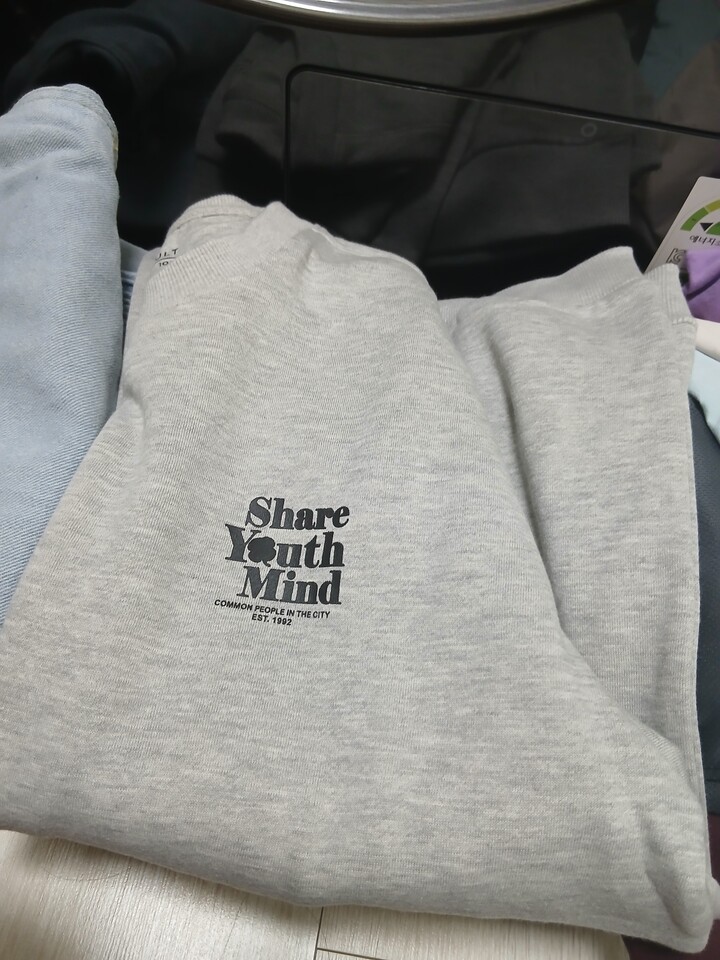 Share
Youth
Mind
COMMON PEOPLE IN THE CITY
EST. 1992